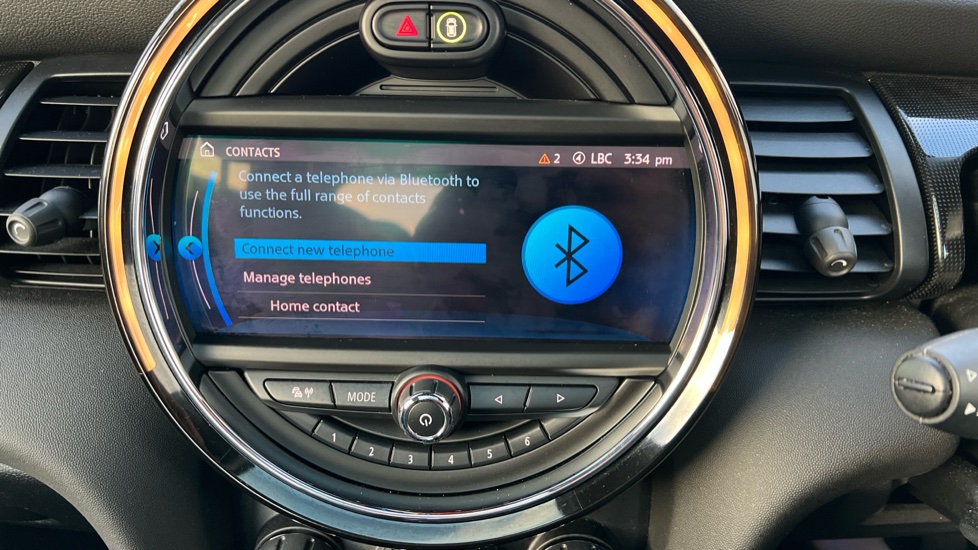 CONTACTS
2 LBC 3:34 pm
Connect a telephone via Bluetooth to
use the full range of contacts
functions.
Connect new telephone
Manage telephones
Home contact
MODE
1 2 3 4 5 6